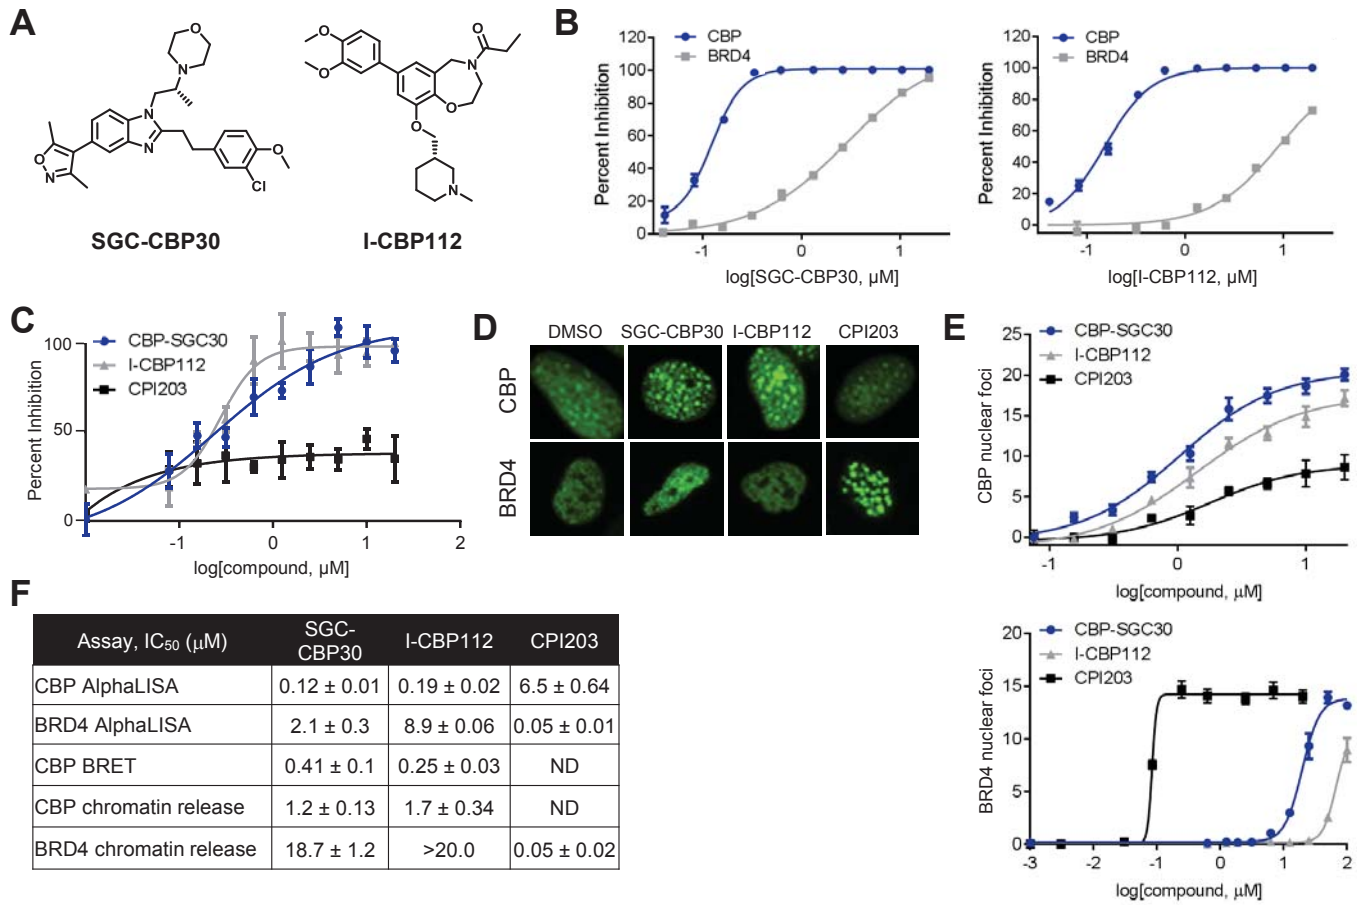 A
O
N
N
N
O
N
O
Cl
SGC-CBP30
O
O
N
O
O
O
N
I-CBP112
B
CBP
BRD4
Percent Inhibition
120
100
80
60
40
20
0
-1
0
1
log[SGC-CBP30, μM]
CBP
BRD4
Percent Inhibition
120
100
80
60
40
20
0
-1
0
1
log[I-CBP112, μM]
C
CBP-SGC30
I-CBP112
CPI203
Percent Inhibition
100
50
0
-1
0
1
2
log[compound, μM]
D
DMSO SGC-CBP30 I-CBP112 CPI203
CBP
BRD4
E
CBP-SGC30
I-CBP112
CPI203
CBP nuclear foci
25
20
15
10
5
0
-1
0
1
log[compound, μM]
CBP-SGC30
I-CBP112
CPI203
BRD4 nuclear foci
20
15
10
5
0
-3
-2
-1
0
1
2
log[compound, μM]
F
Assay, IC50 (μM) SGC-CBP30 I-CBP112 CPI203
CBP AlphaLISA 0.12 ± 0.01 0.19 ± 0.02 6.5 ± 0.64
BRD4 AlphaLISA 2.1 ± 0.3 8.9 ± 0.06 0.05 ± 0.01
CBP BRET 0.41 ± 0.1 0.25 ± 0.03 ND
CBP chromatin release 1.2 ± 0.13 1.7 ± 0.34 ND
BRD4 chromatin release 18.7 ± 1.2 >20.0 0.05 ± 0.02